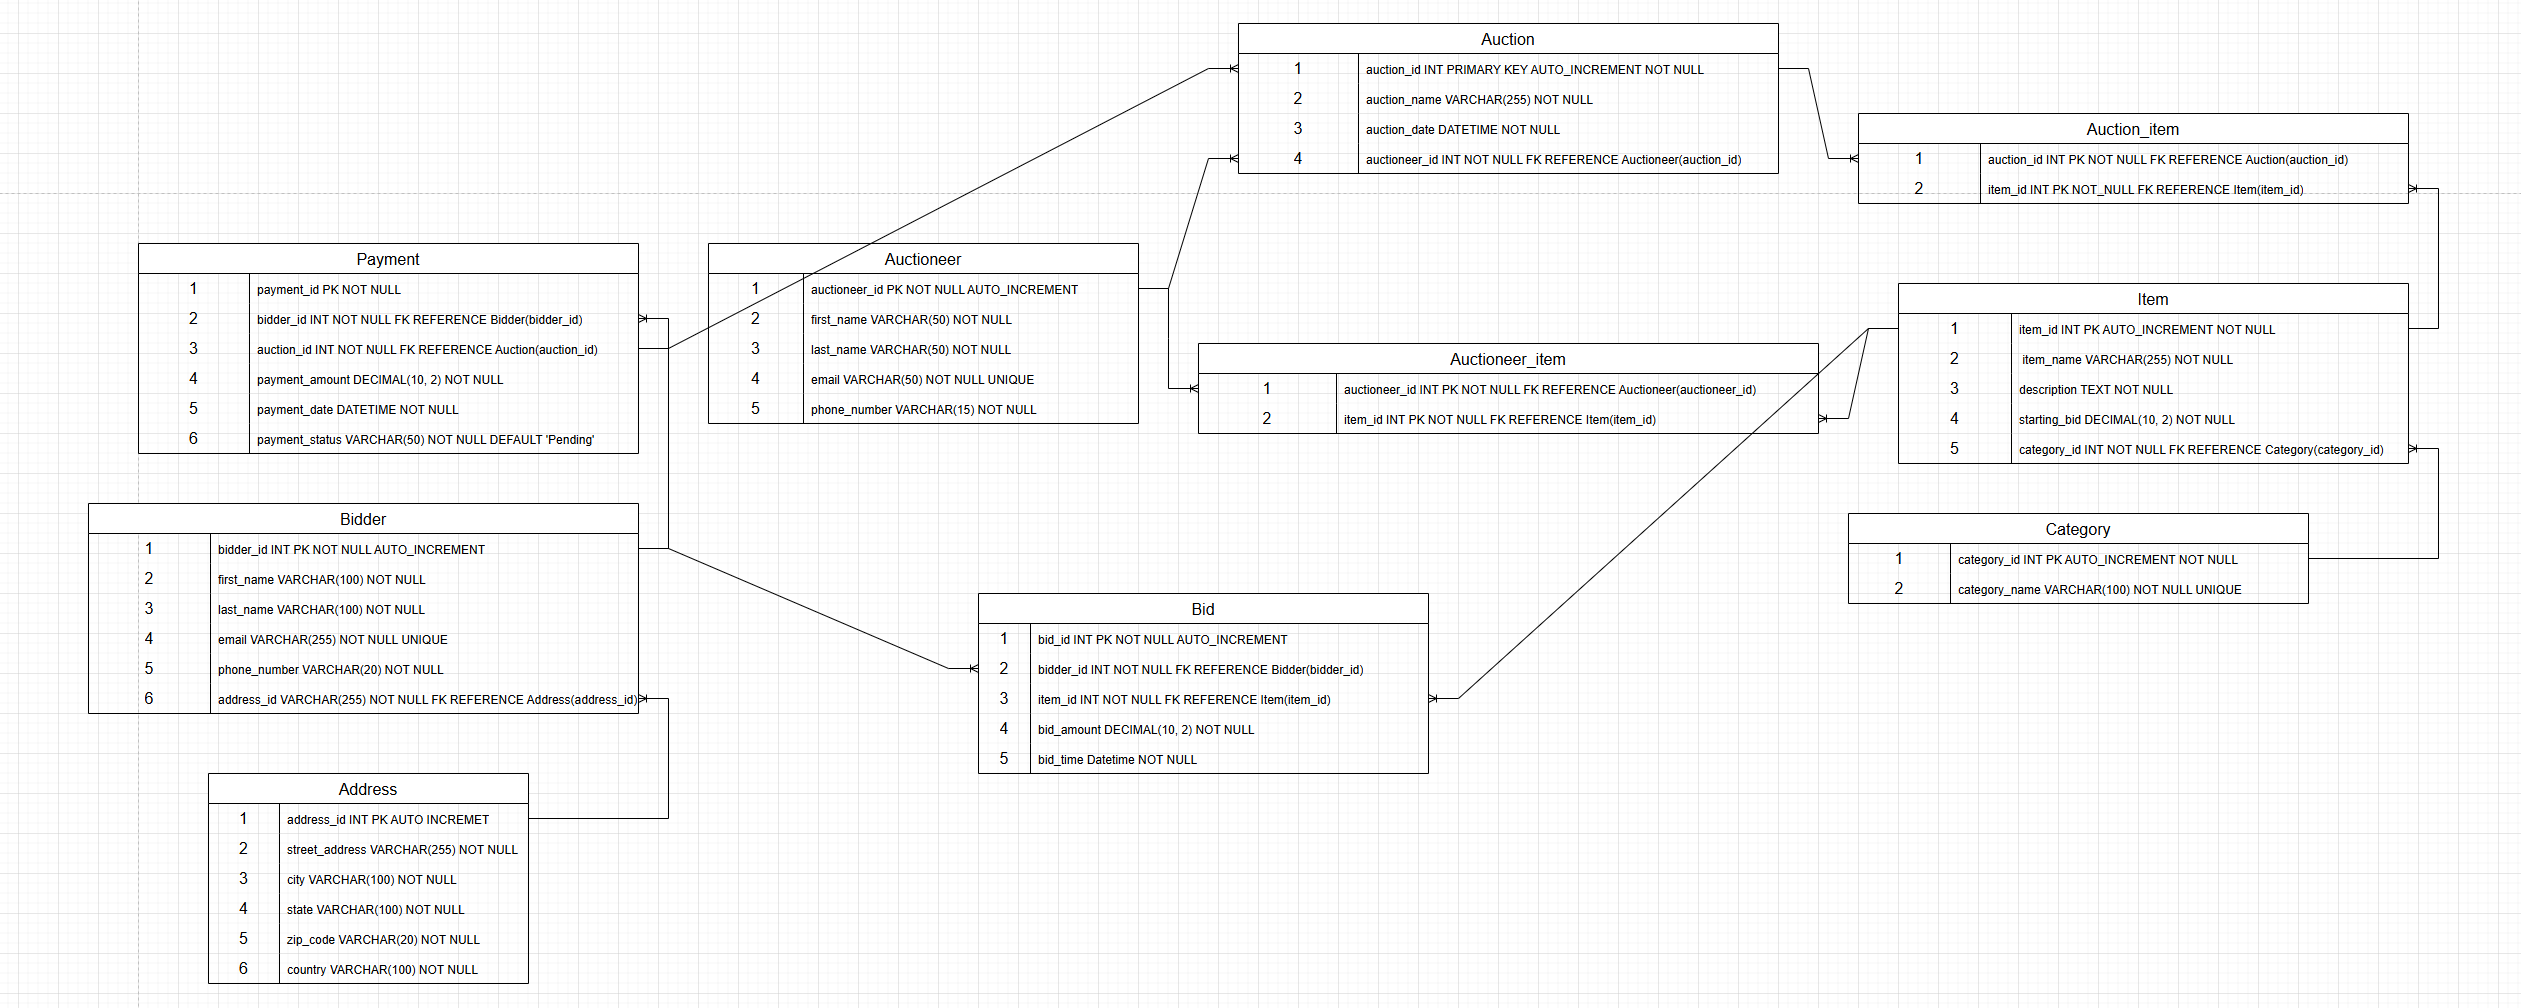 Auction
1 auction_id INT PRIMARY KEY AUTO_INCREMENT NOT NULL
2 auction_name VARCHAR(255) NOT NULL
3 auction_date DATETIME NOT NULL
4 auctioneer_id INT NOT NULL FK REFERENCE Auctioneer(auction_id)
Auction_item
1 auction_id INT PK NOT NULL FK REFERENCE Auction(auction_id)
2 item_id INT PK NOT_NULL FK REFERENCE Item(item_id)
Payment
1 payment_id PK NOT NULL
2 bidder_id INT NOT NULL FK REFERENCE Bidder(bidder_id)
3 auction_id INT NOT NULL FK REFERENCE Auction(auction_id)
4 payment_amount DECIMAL(10, 2) NOT NULL
5 payment_date DATETIME NOT NULL
6 payment_status VARCHAR(50) NOT NULL DEFAULT 'Pending'
Auctioneer
1 auctioneer_id PK NOT NULL AUTO_INCREMENT
2 first_name VARCHAR(50) NOT NULL
3 last_name VARCHAR(50) NOT NULL
4 email VARCHAR(50) NOT NULL UNIQUE
5 phone_number VARCHAR(15) NOT NULL
Auctioneer_item
1 auctioneer_id INT PK NOT NULL FK REFERENCE Auctioneer(auctioneer_id)
2 item_id INT PK NOT NULL FK REFERENCE Item(item_id)
Item
1 item_id INT PK AUTO_INCREMENT NOT NULL
2 item_name VARCHAR(255) NOT NULL
3 description TEXT NOT NULL
4 starting_bid DECIMAL(10, 2) NOT NULL
5 category_id INT NOT NULL FK REFERENCE Category(category_id)
Bidder
1 bidder_id INT PK NOT NULL AUTO_INCREMENT
2 first_name VARCHAR(100) NOT NULL
3 last_name VARCHAR(100) NOT NULL
4 email VARCHAR(255) NOT NULL UNIQUE
5 phone_number VARCHAR(20) NOT NULL
6 address_id VARCHAR(255) NOT NULL FK REFERENCE Address(address_id)
Category
1 category_id INT PK AUTO_INCREMENT NOT NULL
2 category_name VARCHAR(100) NOT NULL UNIQUE
Bid
1 bid_id INT PK NOT NULL AUTO_INCREMENT
2 bidder_id INT NOT NULL FK REFERENCE Bidder(bidder_id)
3 item_id INT NOT NULL FK REFERENCE Item(item_id)
4 bid_amount DECIMAL(10, 2) NOT NULL
5 bid_time Datetime NOT NULL
Address
1 address_id INT PK AUTO INCREMET
2 street_address VARCHAR(255) NOT NULL
3 city VARCHAR(100) NOT NULL
4 state VARCHAR(100) NOT NULL
5 zip_code VARCHAR(20) NOT NULL
6 country VARCHAR(100) NOT NULL